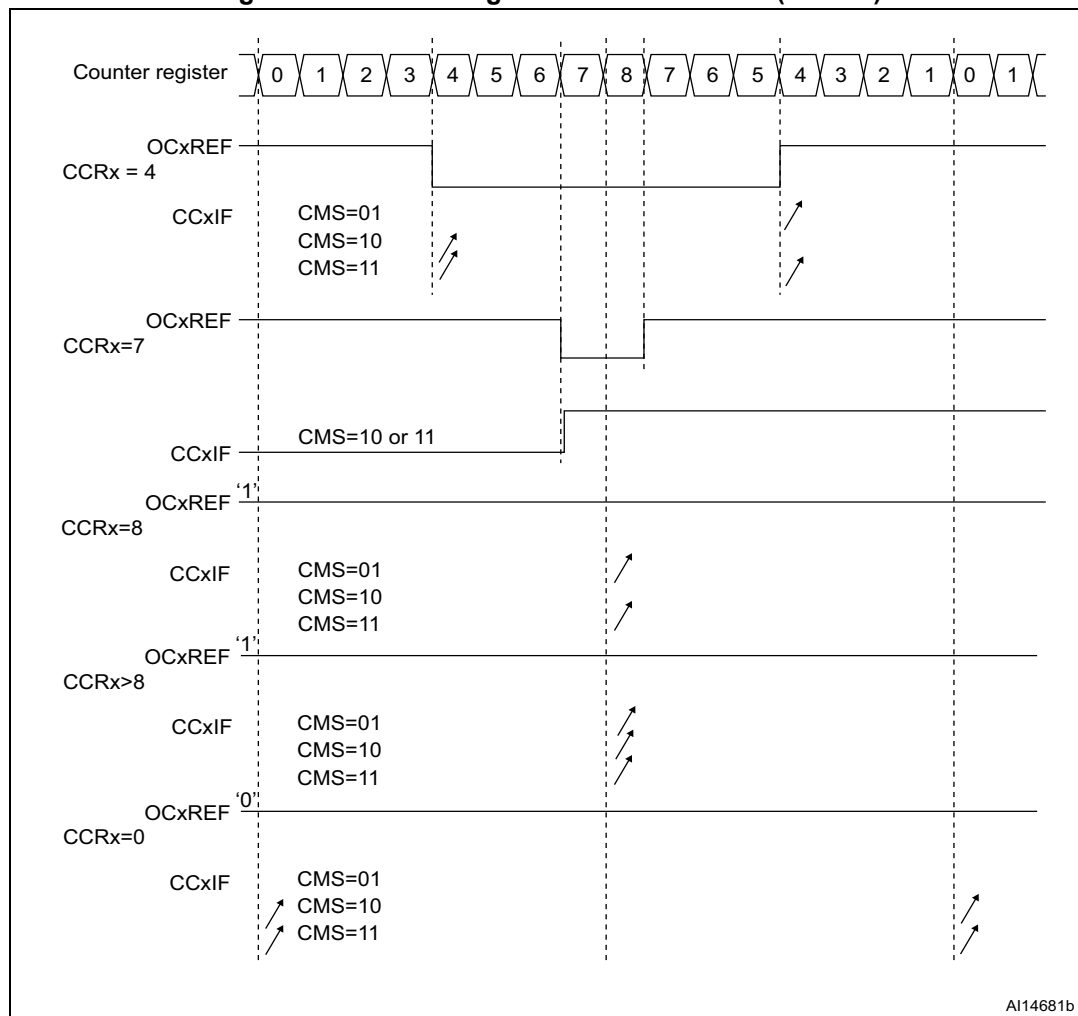 Counter register 0 1 2 3 4 5 6 7 8 7 6 5 4 3 2 1 0 1
OCxREF
CCRx = 4
CCxIF CMS=01
CMS=10
CMS=11
OCxREF
CCRx=7
CMS=10 or 11
CCxIF
OCxREF '1'
CCRx=8
CCxIF CMS=01
CMS=10
CMS=11
OCxREF '1'
CCRx>8
CCxIF CMS=01
CMS=10
CMS=11
OCxREF '0'
CCRx=0
CCxIF CMS=01
CMS=10
CMS=11
AI14681b